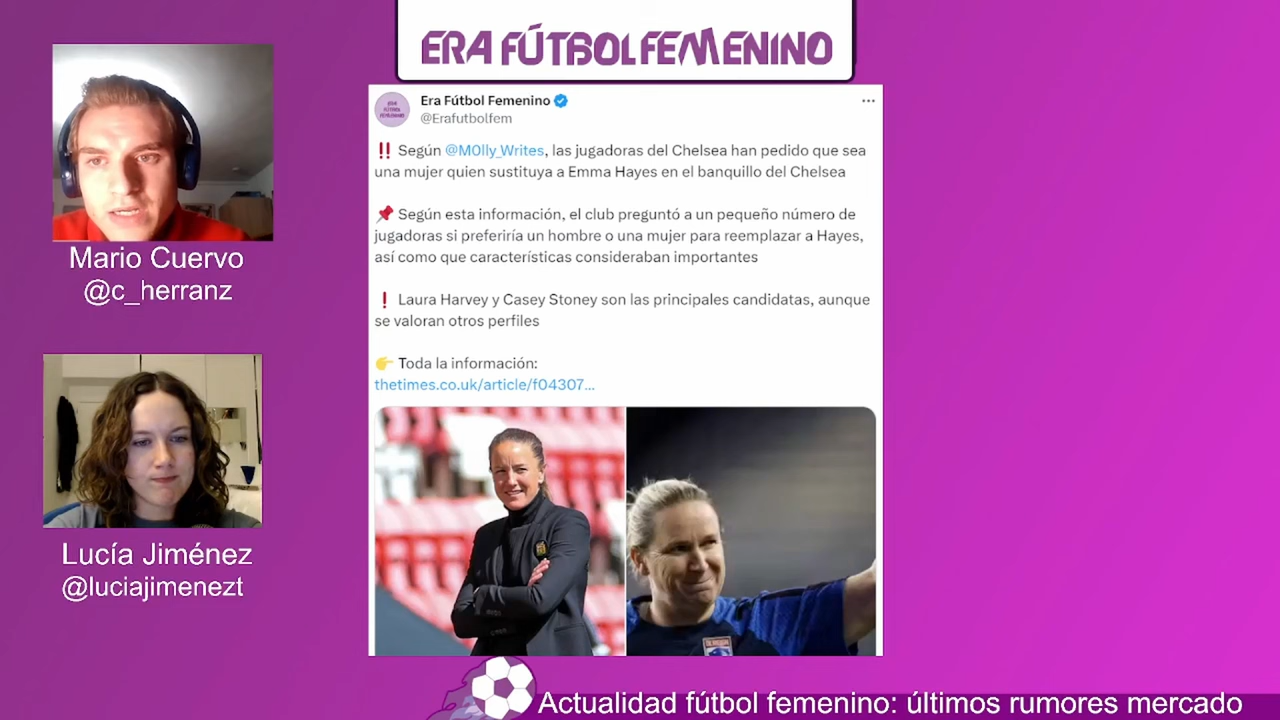 ERA FÚTBOL FEMENINO
Era Fútbol Femenino
@Erafutbolfem
‼ Según @M0lly_Writes, las jugadoras del Chelsea han pedido que sea
una mujer quien sustituya a Emma Hayes en el banquillo del Chelsea
📌 Según esta información, el club preguntó a un pequeño número de
jugadoras si preferiría un hombre o una mujer para reemplazar a Hayes,
así como que características consideraban importantes
❗ Laura Harvey y Casey Stoney son las principales candidatas, aunque
se valoran otros perfiles
👉 Toda la información:
thetimes.co.uk/article/f04307...
Mario Cuervo
@c_herranz
Lucía Jiménez
@luciajimenezt
Actualidad fútbol femenino: últimos rumores mercado